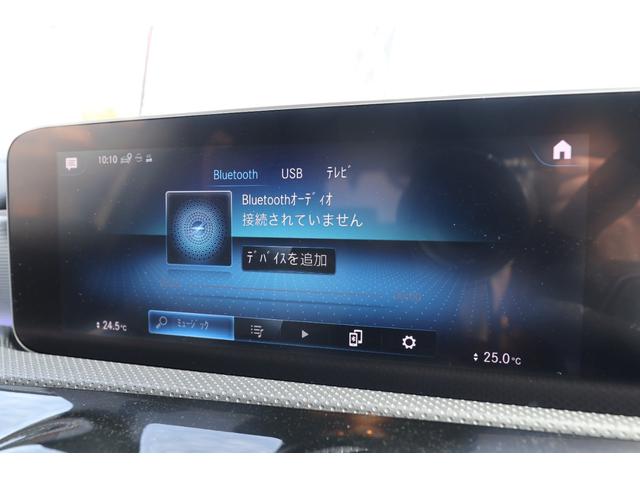 10:10
Bluetooth USB ﾃﾚﾋﾞ
Bluetoothｵｰﾃﾞｨｵ
接続されていません
ﾃﾞﾊﾞｲｽを追加
ﾐｭｰｼﾞｯｸ
24.5℃
25.0℃